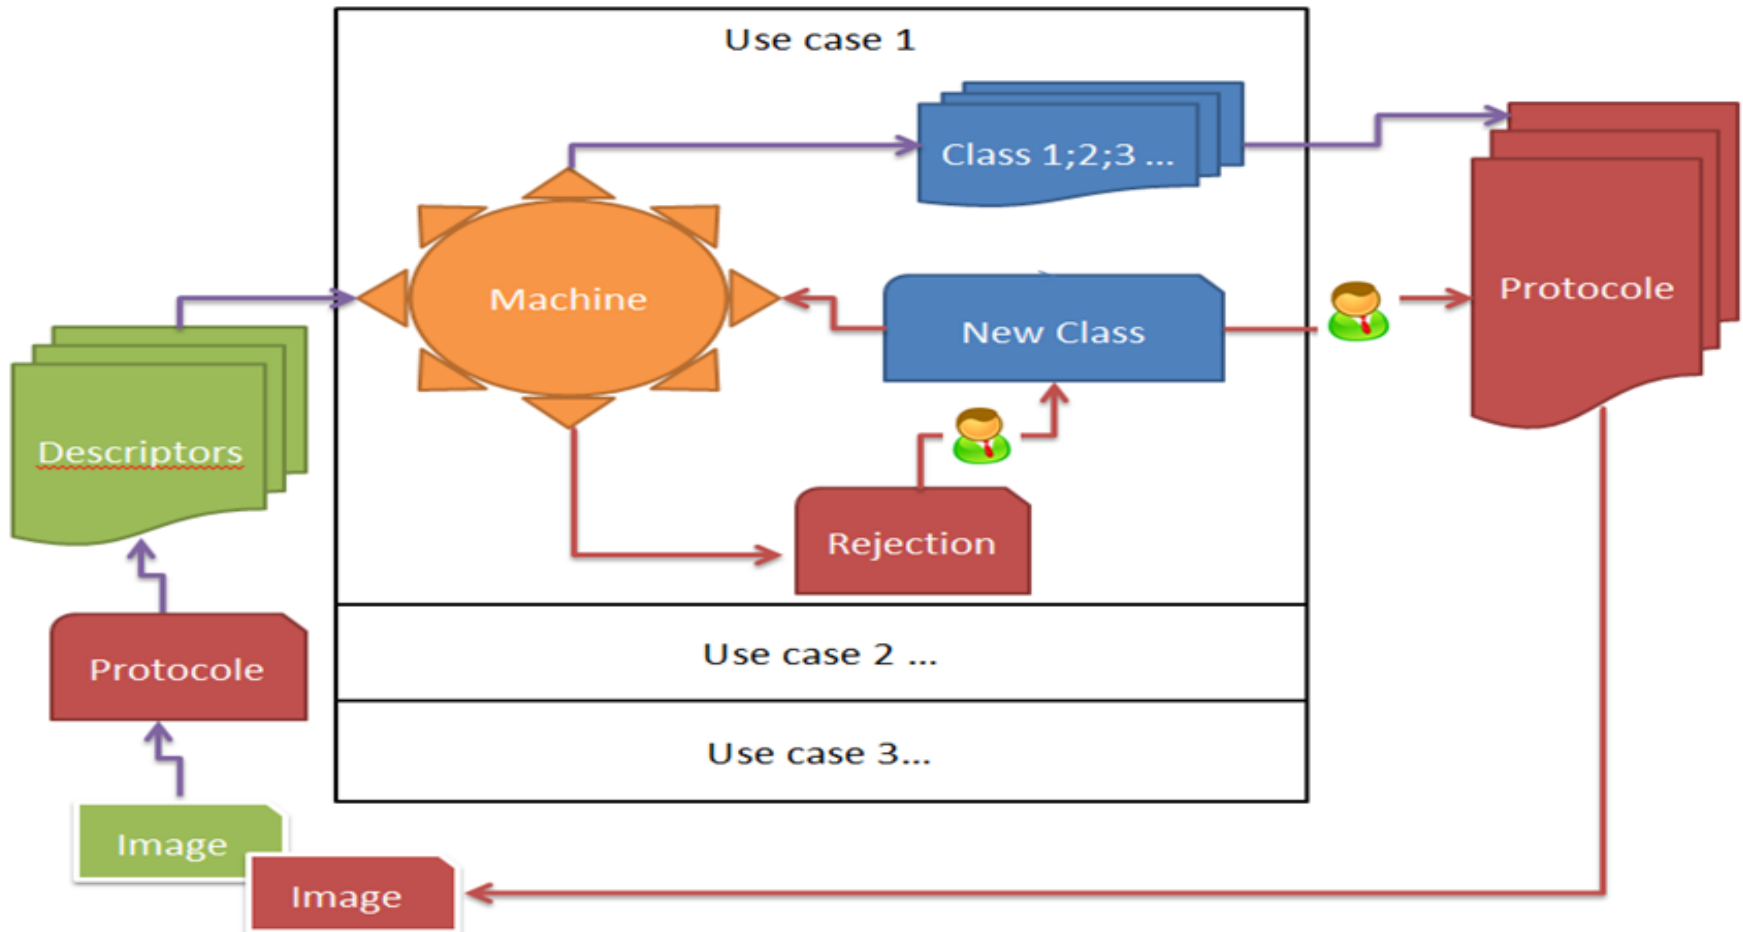 Use case 1
Class 1;2;3 ...
Protocole
Machine
New Class
Descriptors
Rejection
Protocole
Use case 2 ...
Use case 3...
Image
Image